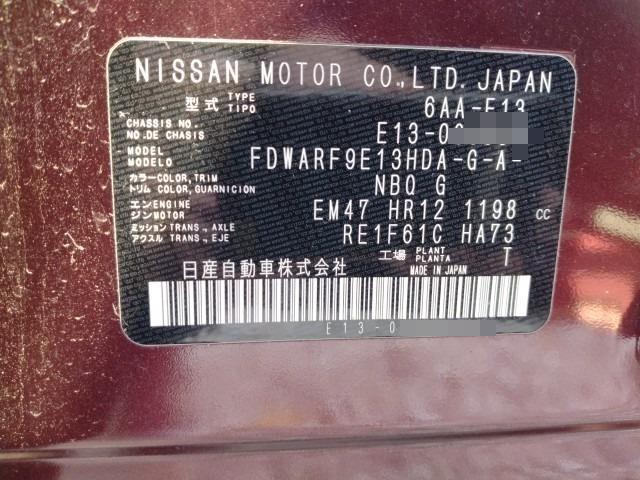 NISSAN MOTOR CO.,LTD. JAPAN
型式 TYPE TIPO 6AA-E13
CHASSIS NO. NO.DE CHASSIS E13-0
MODEL MODELO FDWARF9E13HDA-G-A-
カラー COLOR,TRIM トリム COLOR,GUARNICION NBQ G
エンジン ENGINE MOTOR EM47 HR12 1198 cc
ミッション TRANS.,AXLE アクスル TRANS.,EJE RE1F61C HA73
工場 PLANT PLANTA T
日産自動車株式会社 MADE IN JAPAN
E13-0